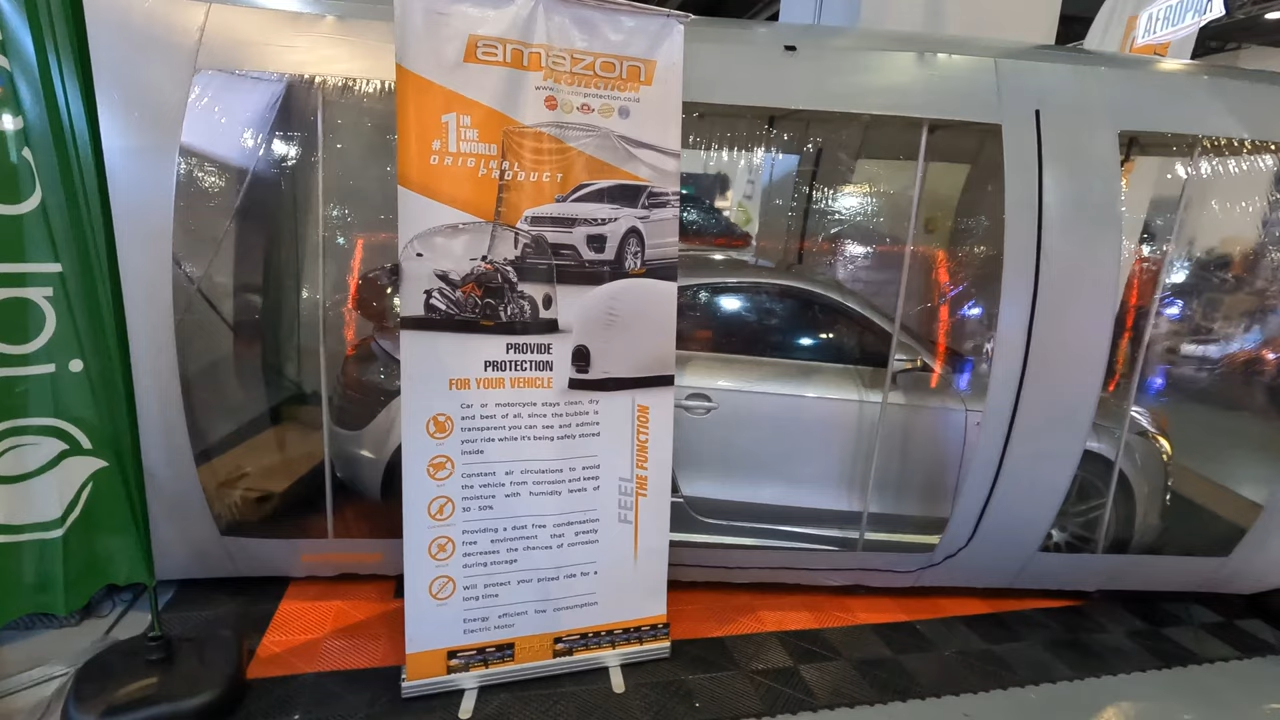 amazon
PROTECTION
www.amazonprotection.co.id
#1 IN
THE
WORLD
ORIGINAL
PRODUCT
PROVIDE
PROTECTION
FOR YOUR VEHICLE
Car or motorcycle stays clean, dry
and best of all, since the bubble is
transparent you can see and admire
your ride while it's being safely stored
inside
Constant air circulations to avoid
the vehicle from corrosion and keep
moisture with humidity levels of
30 - 50%
Providing a dust free condensation
free environment that greatly
decreases the chances of corrosion
during storage
Will protect your prized ride for a
long time
Energy efficient low consumption
Electric Motor
FEEL
THE FUNCTION